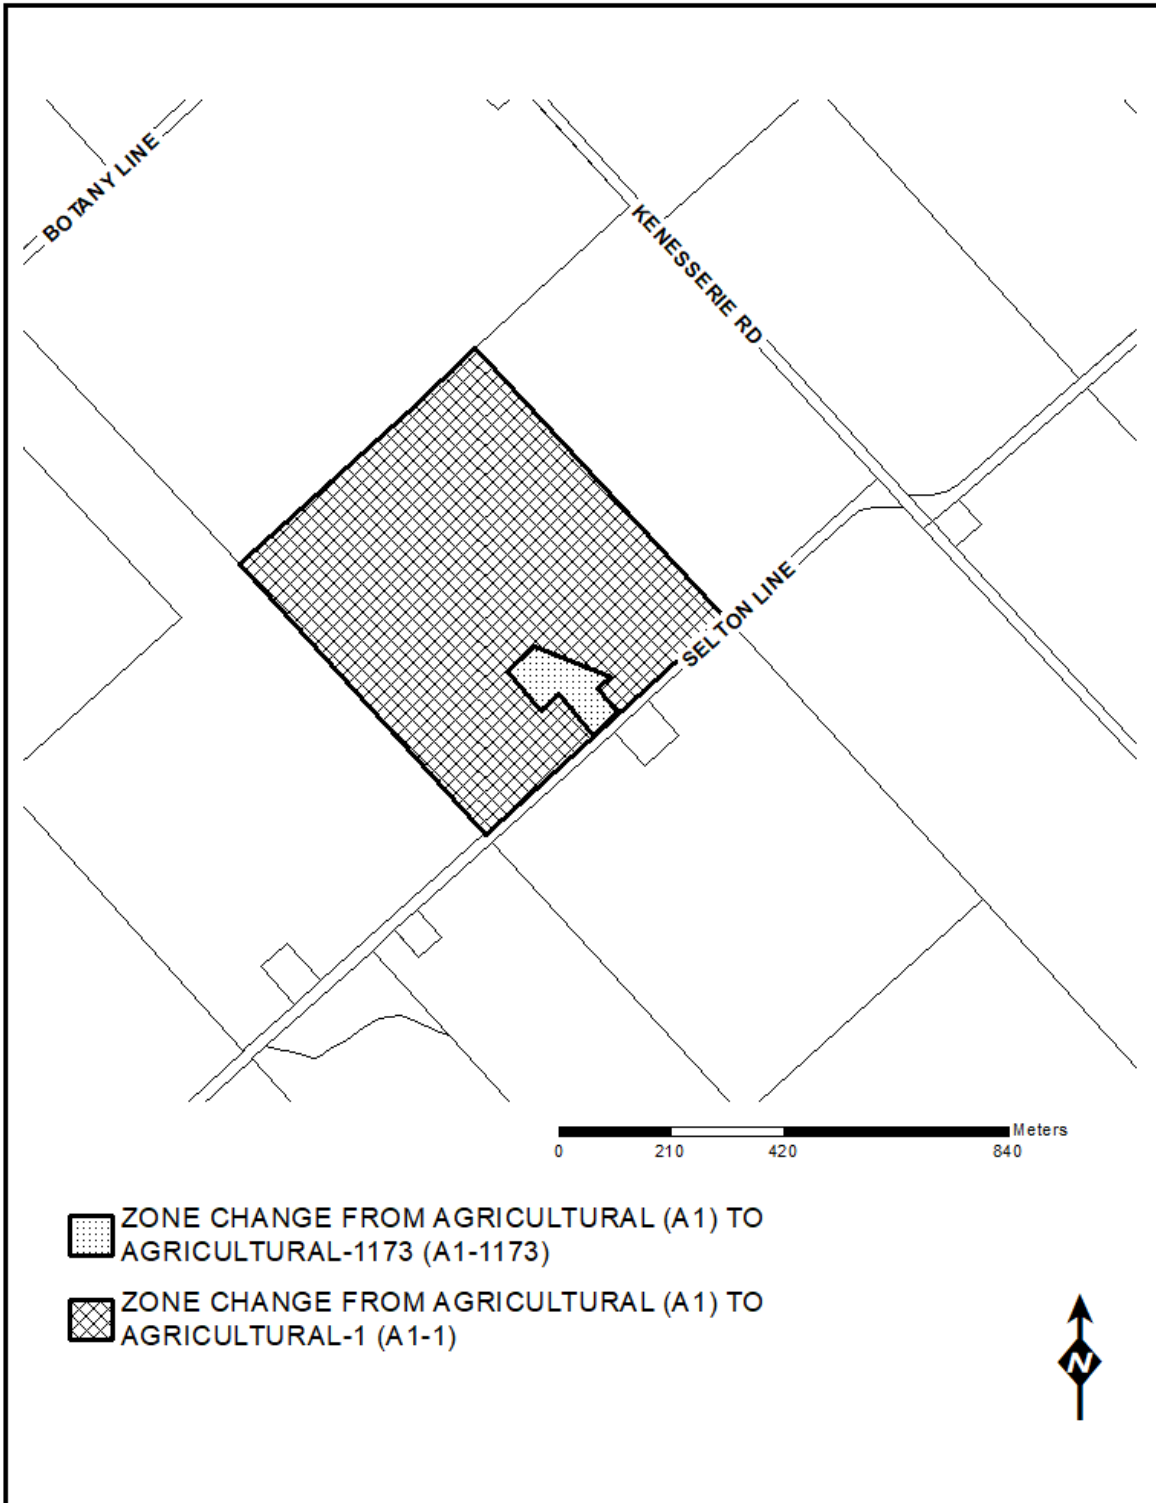 BOTANY LINE
KENESSERIE RD
SELTON LINE
Meters
0 210 420 840
ZONE CHANGE FROM AGRICULTURAL (A1) TO
AGRICULTURAL-1173 (A1-1173)
ZONE CHANGE FROM AGRICULTURAL (A1) TO
AGRICULTURAL-1 (A1-1)
N